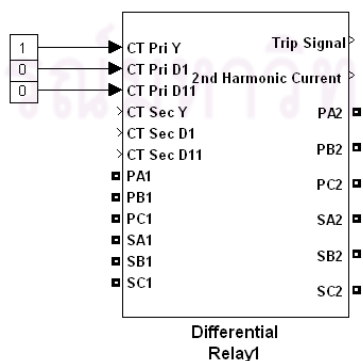 1
0
0
CT Pri Y
CT Pri D1
CT Pri D11
CT Sec Y
CT Sec D1
CT Sec D11
PA1
PB1
PC1
SA1
SB1
SC1
Trip Signal
2nd Harmonic Current
PA2
PB2
PC2
SA2
SB2
SC2
Differential
Relay1